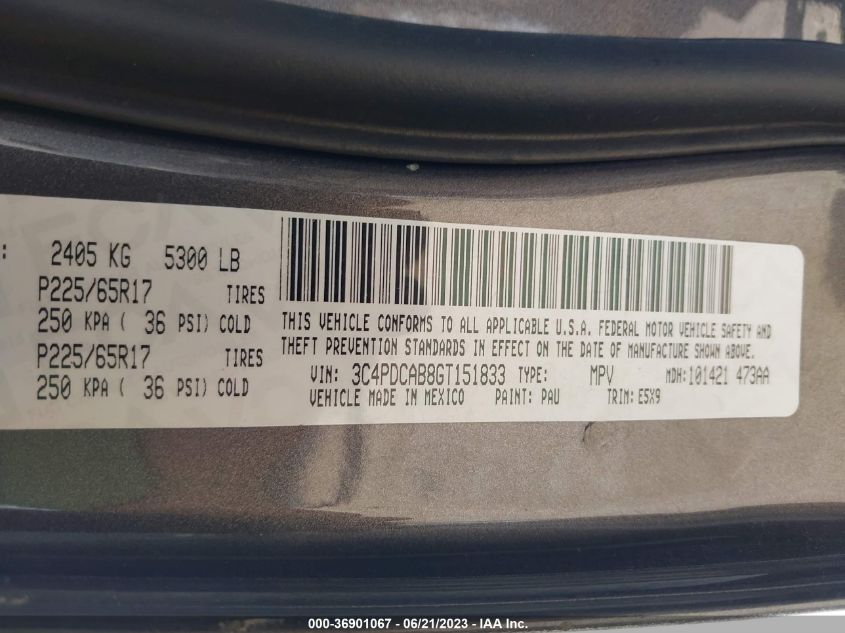 : 2405 KG 5300 LB
P225/65R17 TIRES
250 KPA ( 36 PSI) COLD
P225/65R17 TIRES
250 KPA ( 36 PSI) COLD
THIS VEHICLE CONFORMS TO ALL APPLICABLE U.S.A. FEDERAL MOTOR VEHICLE SAFETY AND
THEFT PREVENTION STANDARDS IN EFFECT ON THE DATE OF MANUFACTURE SHOWN ABOVE.
VIN: 3C4PDCAB8GT151833 TYPE: MPV MDH:101421 473AA
VEHICLE MADE IN MEXICO PAINT: PAU TRIM: E5X9
000-36901067 - 06/21/2023 - IAA Inc.